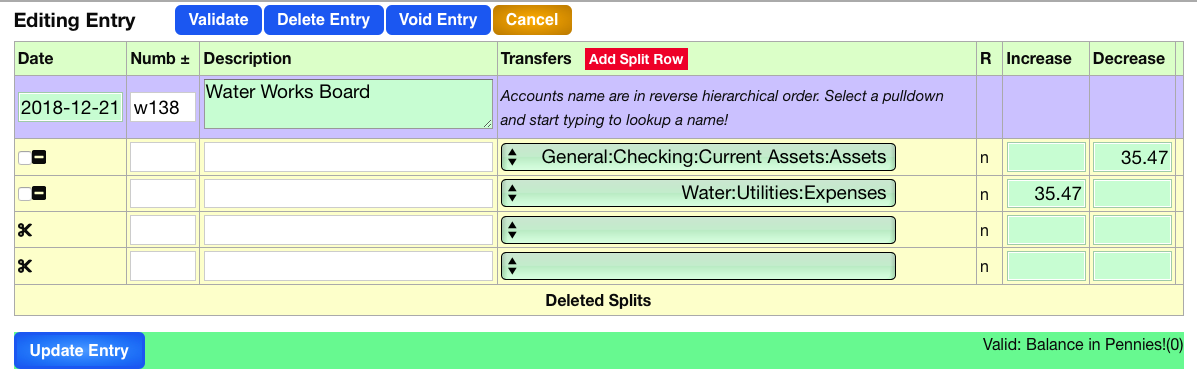 Editing Entry Validate Delete Entry Void Entry Cancel
Date Numb ± Description Transfers Add Split Row R Increase Decrease
2018-12-21 w138 Water Works Board Accounts name are in reverse hierarchical order. Select a pulldown
and start typing to lookup a name!
General:Checking:Current Assets:Assets n 35.47
Water:Utilities:Expenses n 35.47
n
n
Deleted Splits
Update Entry Valid: Balance in Pennies!(0)